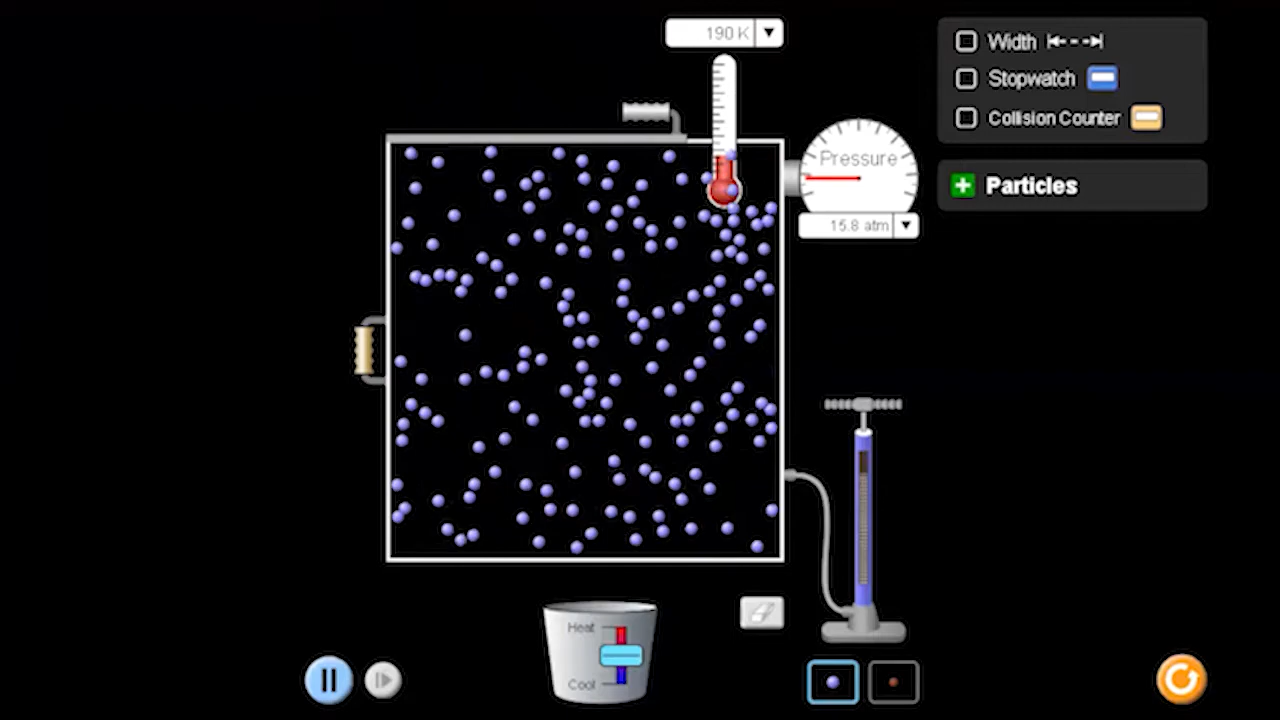 190 K
Width
Stopwatch
Collision Counter
Pressure
15.8 atm
Particles
Heat
Cool